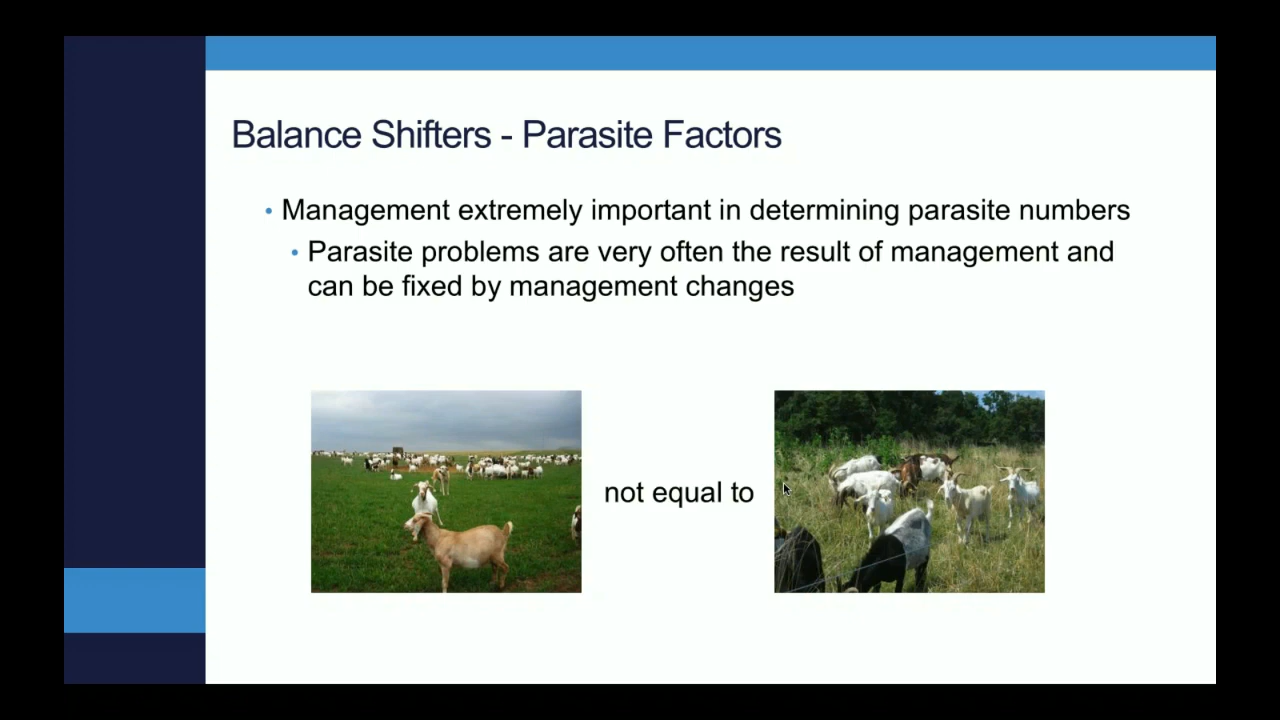 Balance Shifters - Parasite Factors
• Management extremely important in determining parasite numbers
• Parasite problems are very often the result of management and
can be fixed by management changes
not equal to